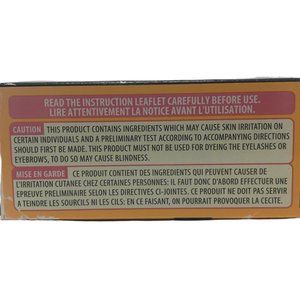 READ THE INSTRUCTION LEAFLET CAREFULLY BEFORE USE.
LIRE ATTENTIVEMENT LA NOTICE AVANT L'UTILISATION.
CAUTION THIS PRODUCT CONTAINS INGREDIENTS WHICH MAY CAUSE SKIN IRRITATION ON
CERTAIN INDIVIDUALS AND A PRELIMINARY TEST ACCORDING TO ACCOMPANYING DIRECTIONS
SHOULD FIRST BE MADE. THIS PRODUCT MUST NOT BE USED FOR DYEING THE EYELASHES OR
EYEBROWS, TO DO SO MAY CAUSE BLINDNESS.
MISE EN GARDE CE PRODUIT CONTIENT DES INGREDIENTS QUI PEUVENT CAUSER DE
L'IRRITATION CUTANEE CHEZ CERTAINES PERSONNES; IL FAUT DONC D'ABORD EFFECTUER UNE
EPREUVE PRELIMINAIRE SELON LES DIRECTIVES CI-JOINTES. CE PRODUIT NE DOIT PAS SERVIR
A TEINDRE LES SOURCILS NI LES CILS: EN CE FAISANT, ON POURRAIT PROVOQUER LA CECITE.